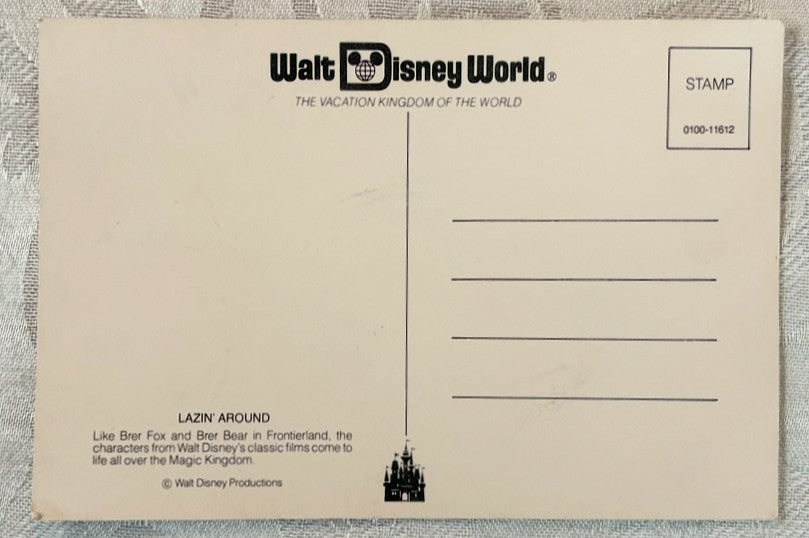 Walt Disney World®
THE VACATION KINGDOM OF THE WORLD
STAMP
0100-11612
LAZIN' AROUND
Like Brer Fox and Brer Bear in Frontierland, the
characters from Walt Disney's classic films come to
life all over the Magic Kingdom.
© Walt Disney Productions